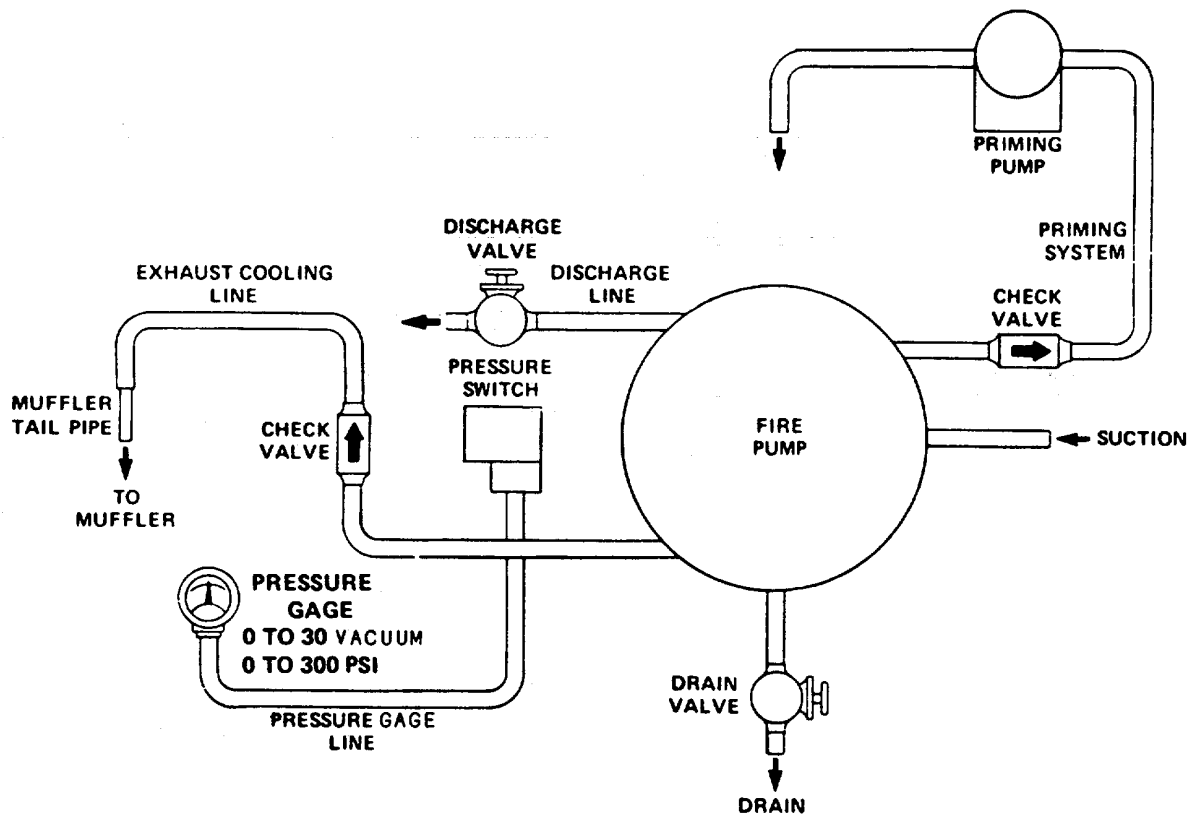 PRIMING
PUMP
PRIMING
SYSTEM
DISCHARGE
VALVE
DISCHARGE
LINE
EXHAUST COOLING
LINE
CHECK
VALVE
PRESSURE
SWITCH
MUFFLER
TAIL PIPE
CHECK
VALVE
FIRE
PUMP
SUCTION
TO
MUFFLER
PRESSURE
GAGE
0 TO 30 VACUUM
0 TO 300 PSI
DRAIN
VALVE
PRESSURE GAGE
LINE
DRAIN